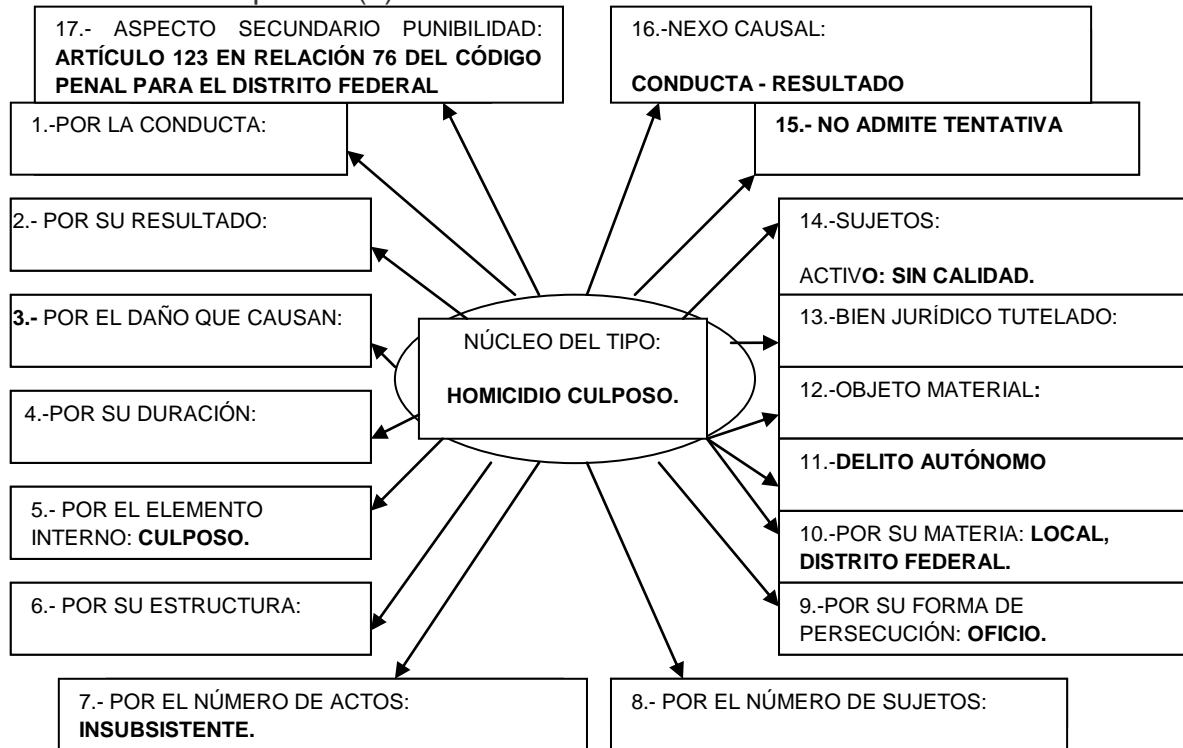 17.- ASPECTO SECUNDARIO PUNIBILIDAD:
ARTÍCULO 123 EN RELACIÓN 76 DEL CÓDIGO
PENAL PARA EL DISTRITO FEDERAL
16.-NEXO CAUSAL:
CONDUCTA - RESULTADO
1.-POR LA CONDUCTA:
15.- NO ADMITE TENTATIVA
2.- POR SU RESULTADO:
14.-SUJETOS:
ACTIVO: SIN CALIDAD.
3.- POR EL DAÑO QUE CAUSAN:
13.-BIEN JURÍDICO TUTELADO:
NÚCLEO DEL TIPO:
HOMICIDIO CULPOSO.
4.-POR SU DURACIÓN:
12.-OBJETO MATERIAL:
11.-DELITO AUTÓNOMO
5.- POR EL ELEMENTO
INTERNO: CULPOSO.
10.-POR SU MATERIA: LOCAL,
DISTRITO FEDERAL.
6.- POR SU ESTRUCTURA:
9.-POR SU FORMA DE
PERSECUCIÓN: OFICIO.
7.- POR EL NÚMERO DE ACTOS:
INSUBSISTENTE.
8.- POR EL NÚMERO DE SUJETOS: